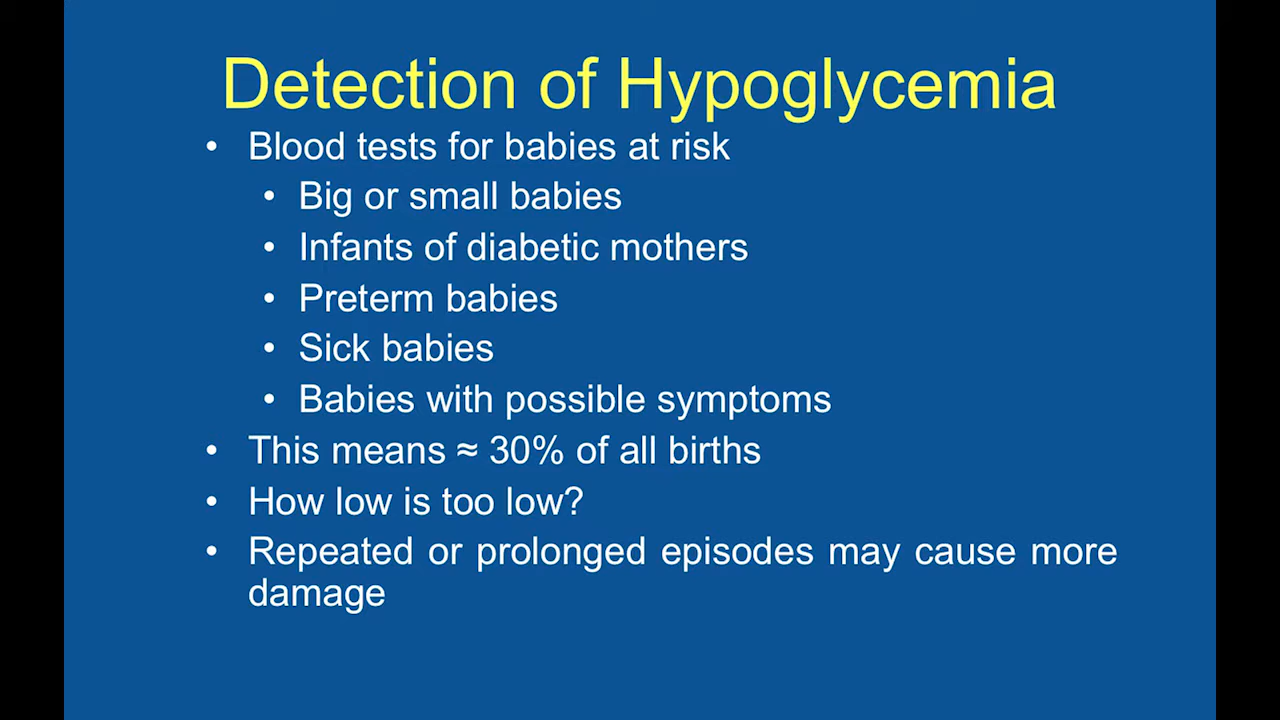 Detection of Hypoglycemia
• Blood tests for babies at risk
• Big or small babies
• Infants of diabetic mothers
• Preterm babies
• Sick babies
• Babies with possible symptoms
• This means ≈ 30% of all births
• How low is too low?
• Repeated or prolonged episodes may cause more
damage